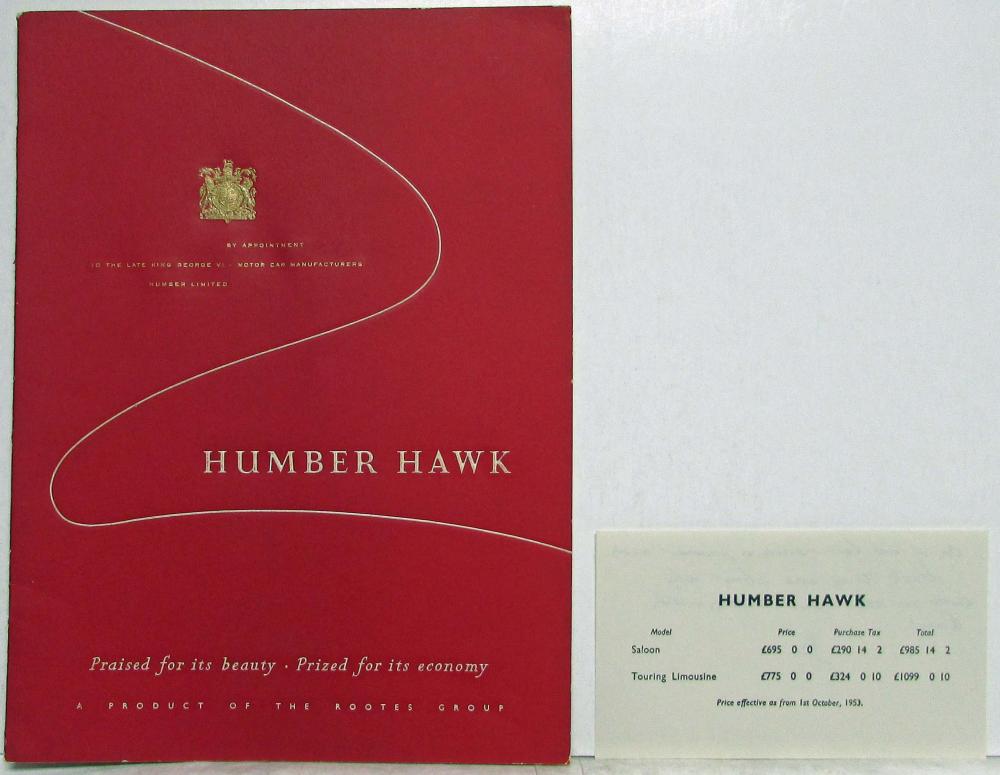 BY APPOINTMENT
TO THE LATE KING GEORGE VI · MOTOR CAR MANUFACTURERS
HUMBER LIMITED
HUMBER HAWK
Praised for its beauty · Prized for its economy
A PRODUCT OF THE ROOTES GROUP
HUMBER HAWK
Model Price Purchase Tax Total
Saloon £695 0 0 £290 14 2 £985 14 2
Touring Limousine £775 0 0 £324 0 10 £1099 0 10
Price effective as from 1st October, 1953.